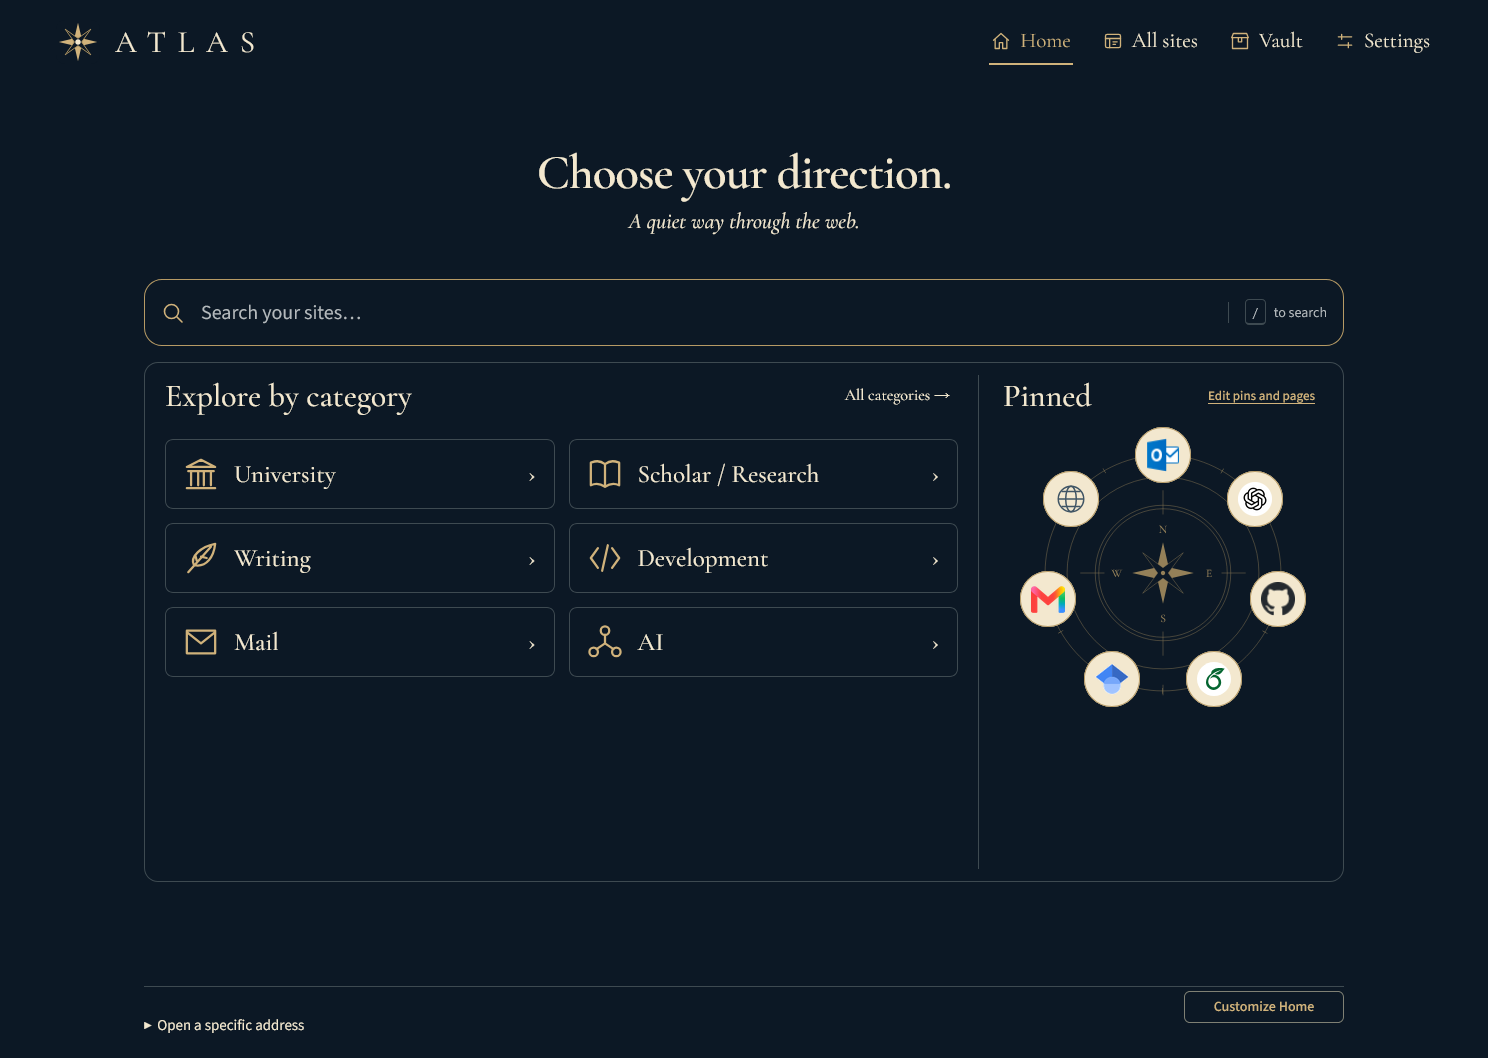 ATLAS
Home
All sites
Vault
Settings
Choose your direction.
A quiet way through the web.
Search your sites…
/ to search
Explore by category
All categories →
University ›
Scholar / Research ›
Writing ›
Development ›
Mail ›
AI ›
Pinned
Edit pins and pages
N
W
E
S
▶ Open a specific address
Customize Home